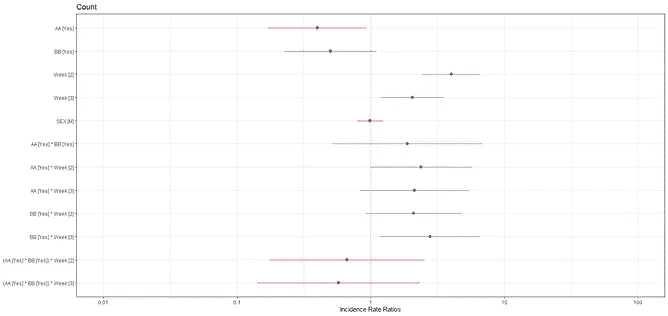 Count
AA [Yes]
BB [Yes]
Week [2]
Week [3]
SEX [M]
AA [Yes] * BB [Yes]
AA [Yes] * Week [2]
AA [Yes] * Week [3]
BB [Yes] * Week [2]
BB [Yes] * Week [3]
(AA [Yes] * BB [Yes]) * Week [2]
(AA [Yes] * BB [Yes]) * Week [3]
0.01 0.1 1 10 100
Incidence Rate Ratios